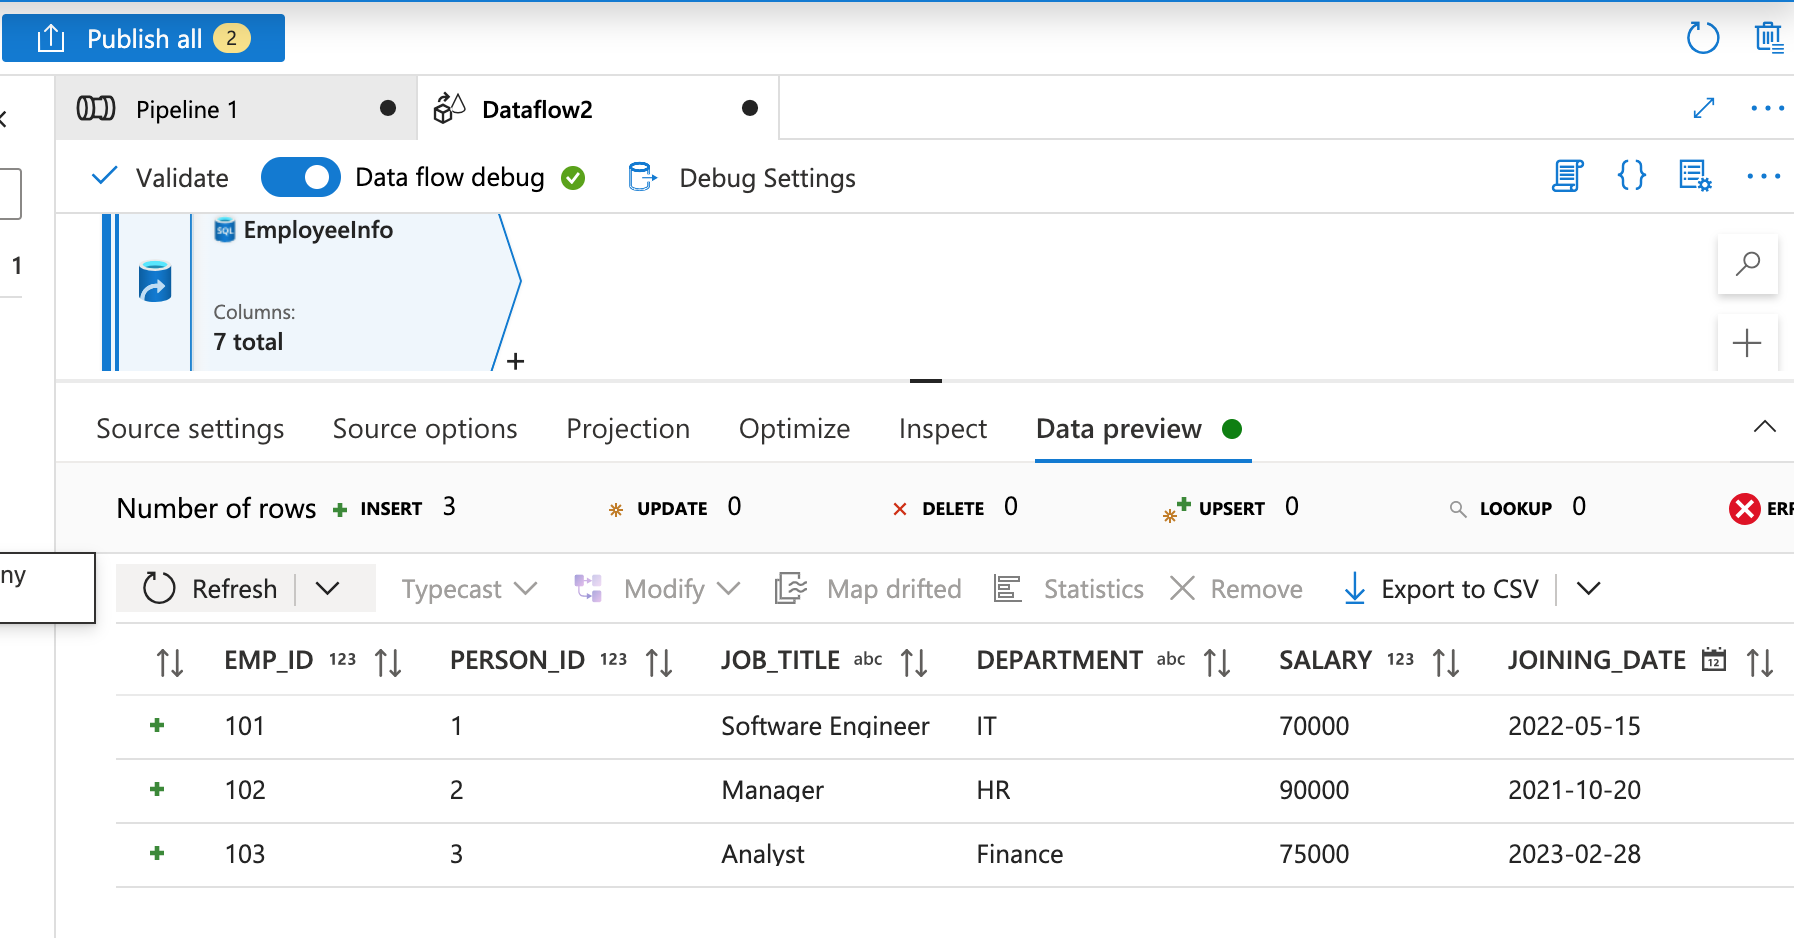 Publish all 2
Pipeline 1
Dataflow2
Validate
Data flow debug
Debug Settings
SQL EmployeeInfo
1
Columns:
7 total
Source settings
Source options
Projection
Optimize
Inspect
Data preview
Number of rows
INSERT 3
UPDATE 0
DELETE 0
UPSERT 0
LOOKUP 0
ERR
ny
Refresh
Typecast
Modify
Map drifted
Statistics
Remove
Export to CSV
EMP_ID 123 PERSON_ID 123 JOB_TITLE abc DEPARTMENT abc SALARY 123 JOINING_DATE 12
101 1 Software Engineer IT 70000 2022-05-15
102 2 Manager HR 90000 2021-10-20
103 3 Analyst Finance 75000 2023-02-28